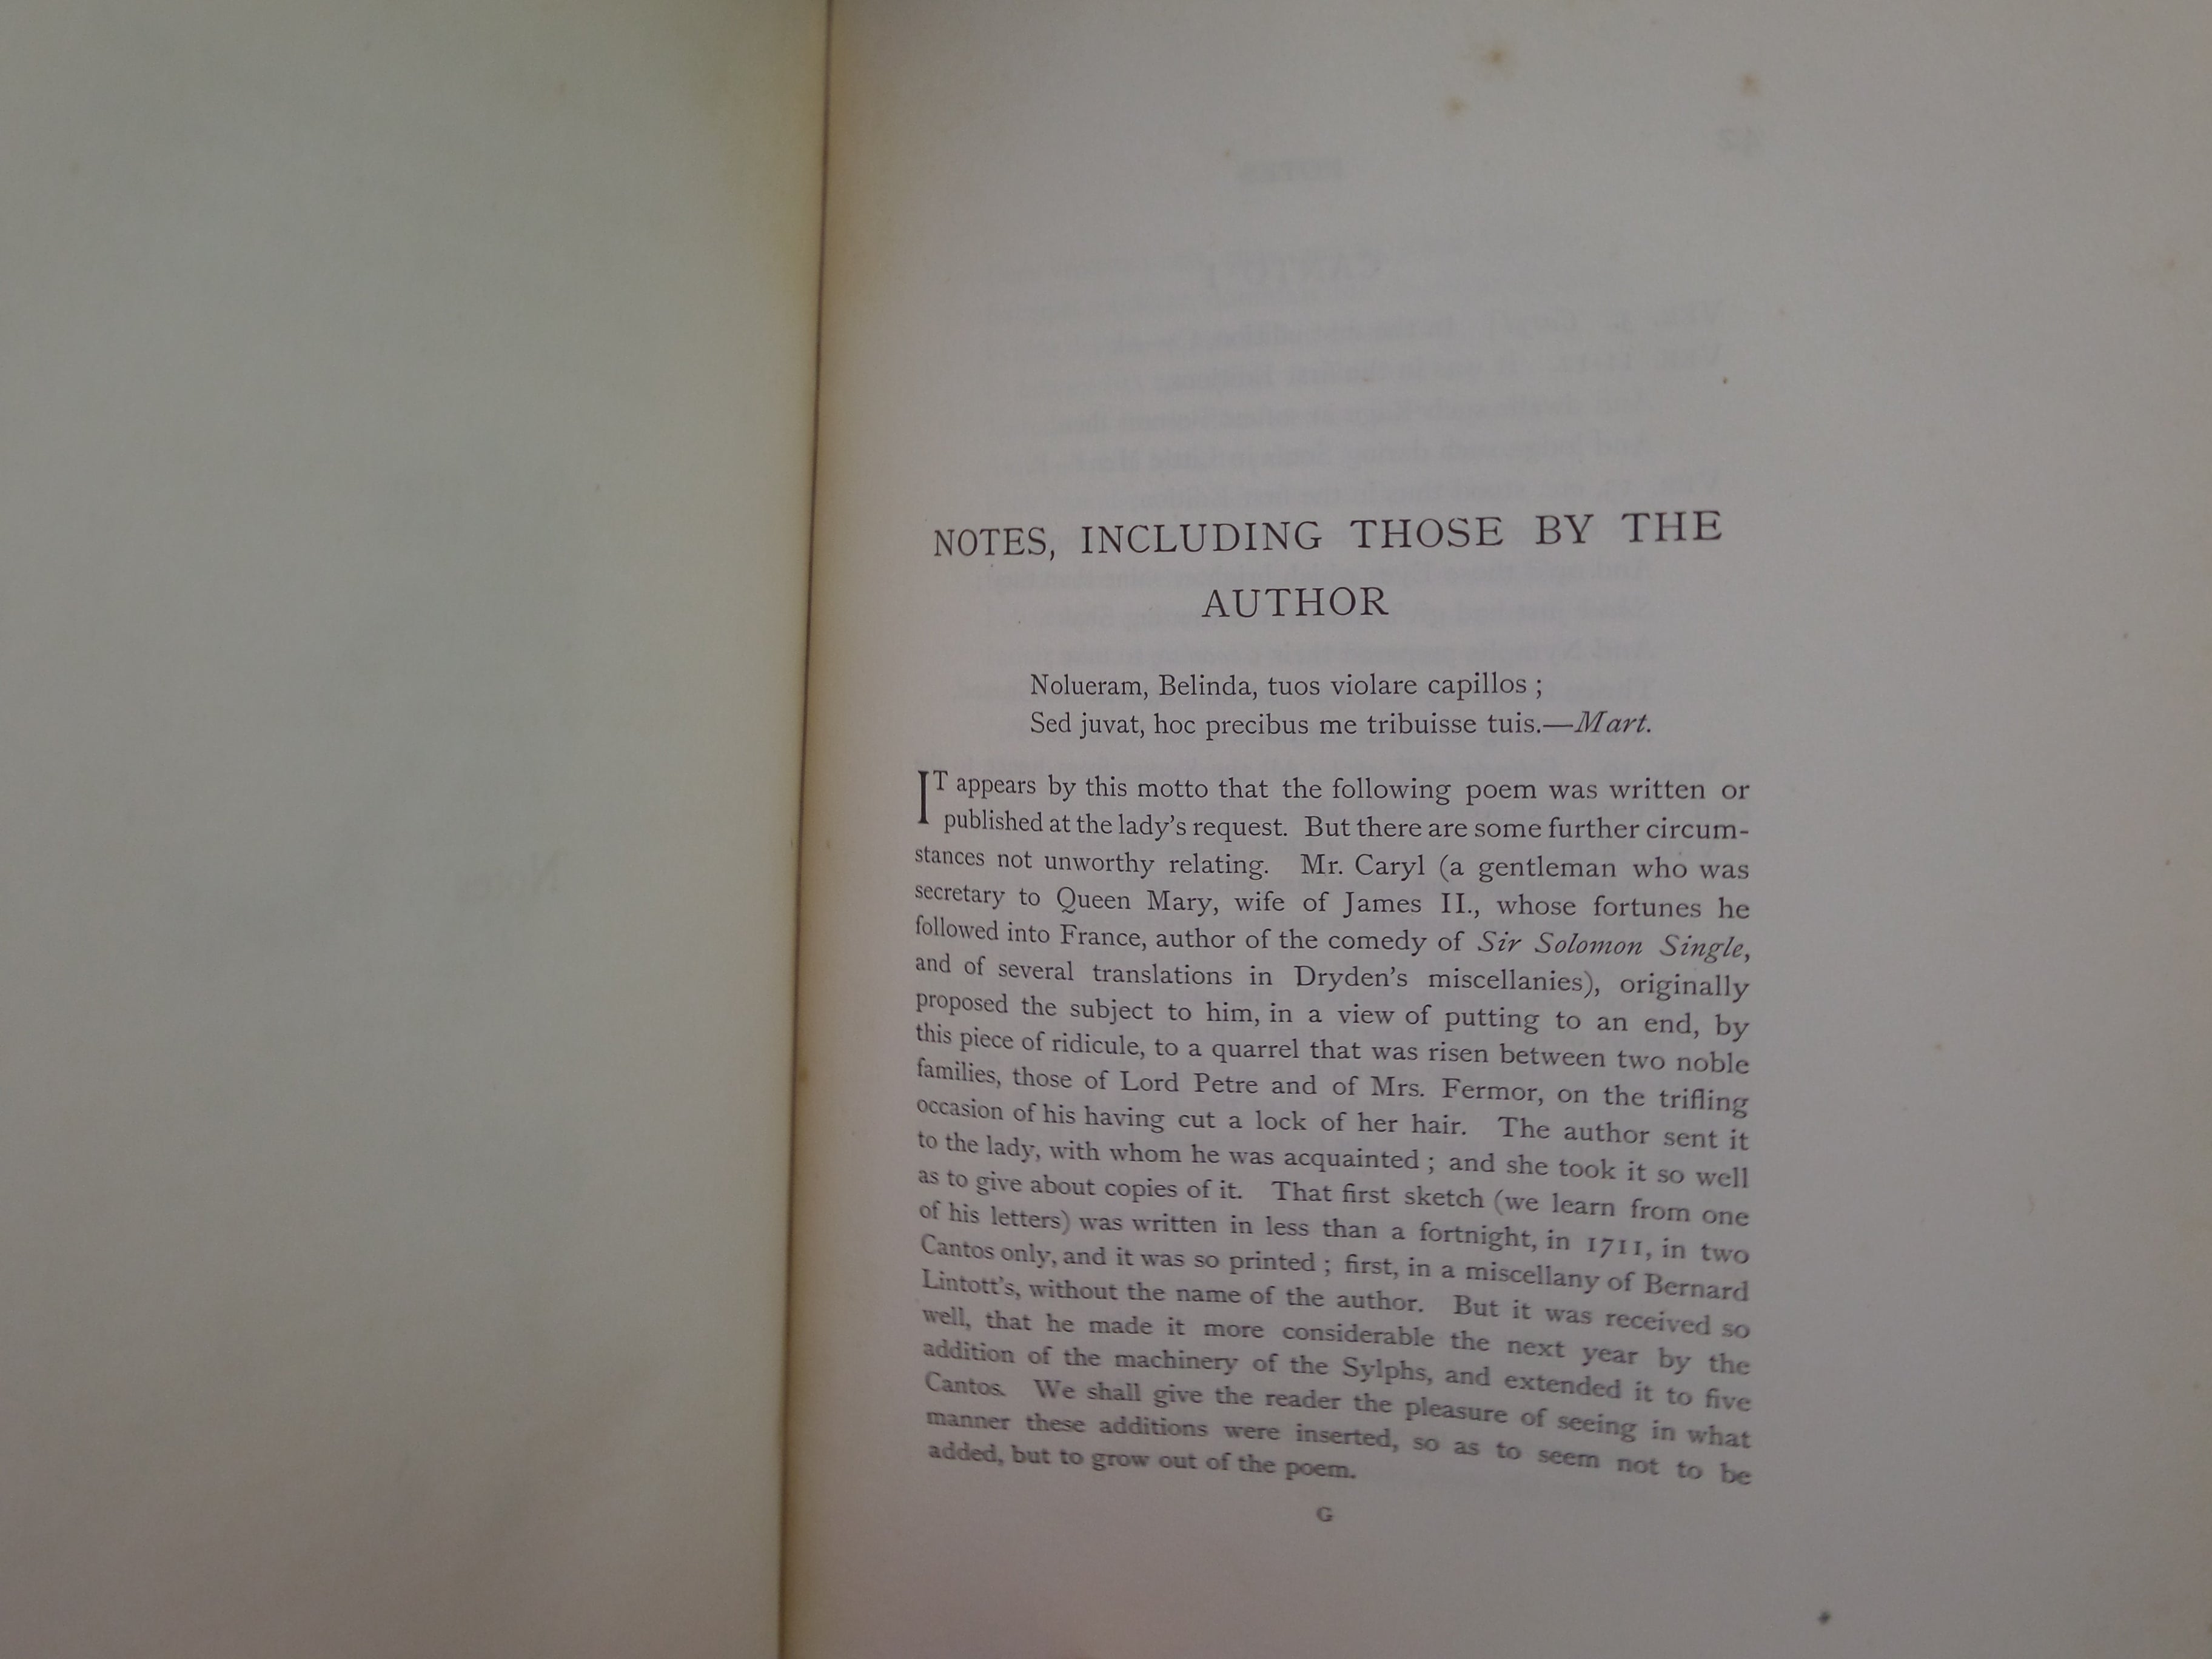 NOTES, INCLUDING THOSE BY THE
AUTHOR
Nolueram, Belinda, tuos violare capillos ;
Sed juvat, hoc precibus me tribuisse tuis.—Mart.
IT appears by this motto that the following poem was written or
published at the lady's request. But there are some further circum-
stances not unworthy relating. Mr. Caryl (a gentleman who was
secretary to Queen Mary, wife of James II., whose fortunes he
followed into France, author of the comedy of Sir Solomon Single,
and of several translations in Dryden's miscellanies), originally
proposed the subject to him, in a view of putting to an end, by
this piece of ridicule, to a quarrel that was risen between two noble
families, those of Lord Petre and of Mrs. Fermor, on the trifling
occasion of his having cut a lock of her hair. The author sent it
to the lady, with whom he was acquainted ; and she took it so well
as to give about copies of it. That first sketch (we learn from one
of his letters) was written in less than a fortnight, in 1711, in two
Cantos only, and it was so printed ; first, in a miscellany of Bernard
Lintott's, without the name of the author. But it was received so
well, that he made it more considerable the next year by the
addition of the machinery of the Sylphs, and extended it to five
Cantos. We shall give the reader the pleasure of seeing in what
manner these additions were inserted, so as to seem not to be
added, but to grow out of the poem.
G